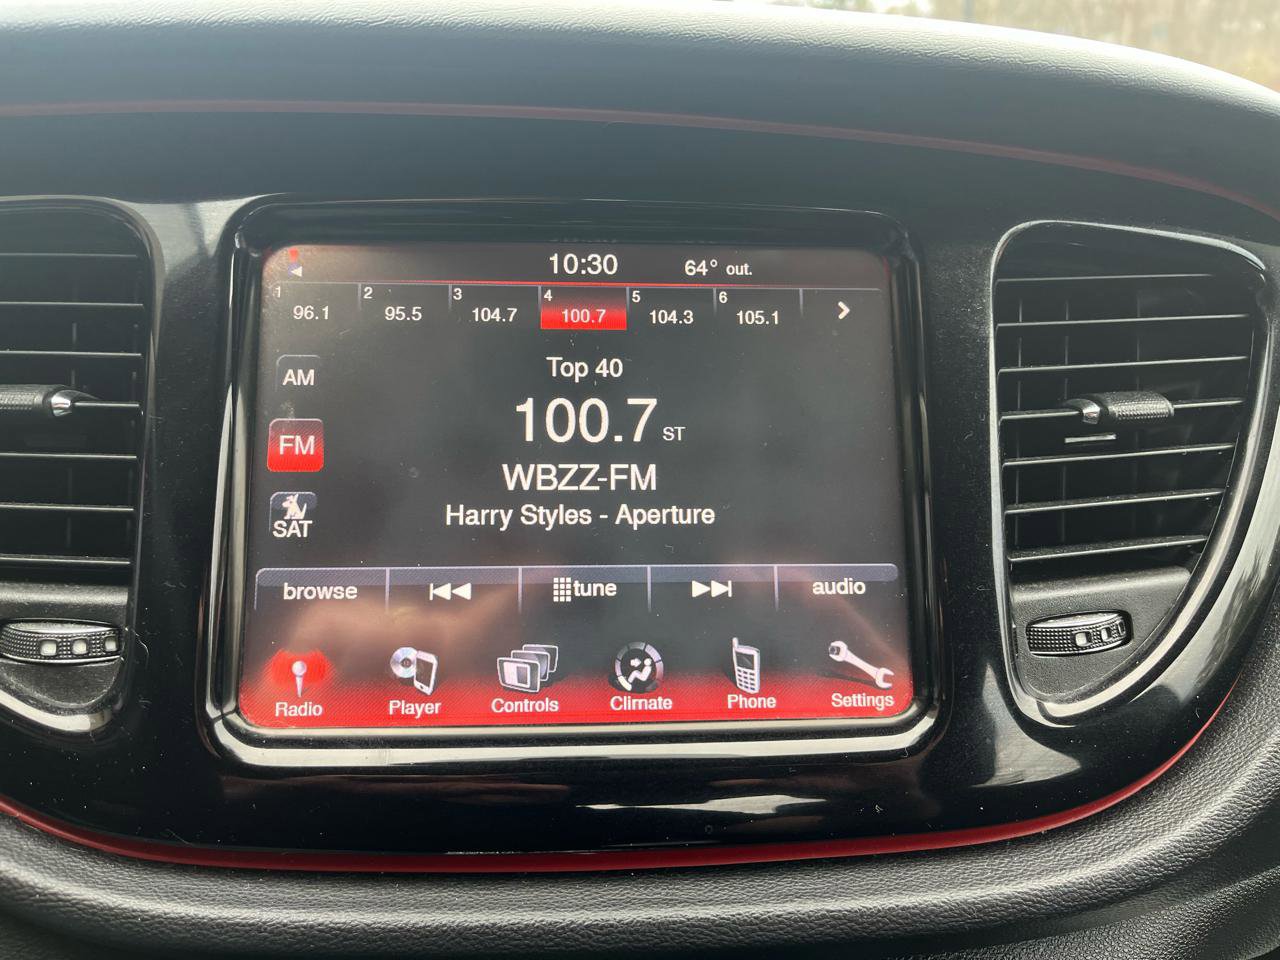 10:30 64° out.
1 96.1 2 95.5 3 104.7 4 100.7 5 104.3 6 105.1
Top 40
AM
100.7 ST
FM
WBZZ-FM
Harry Styles - Aperture
SAT
browse tune audio
Radio Player Controls Climate Phone Settings